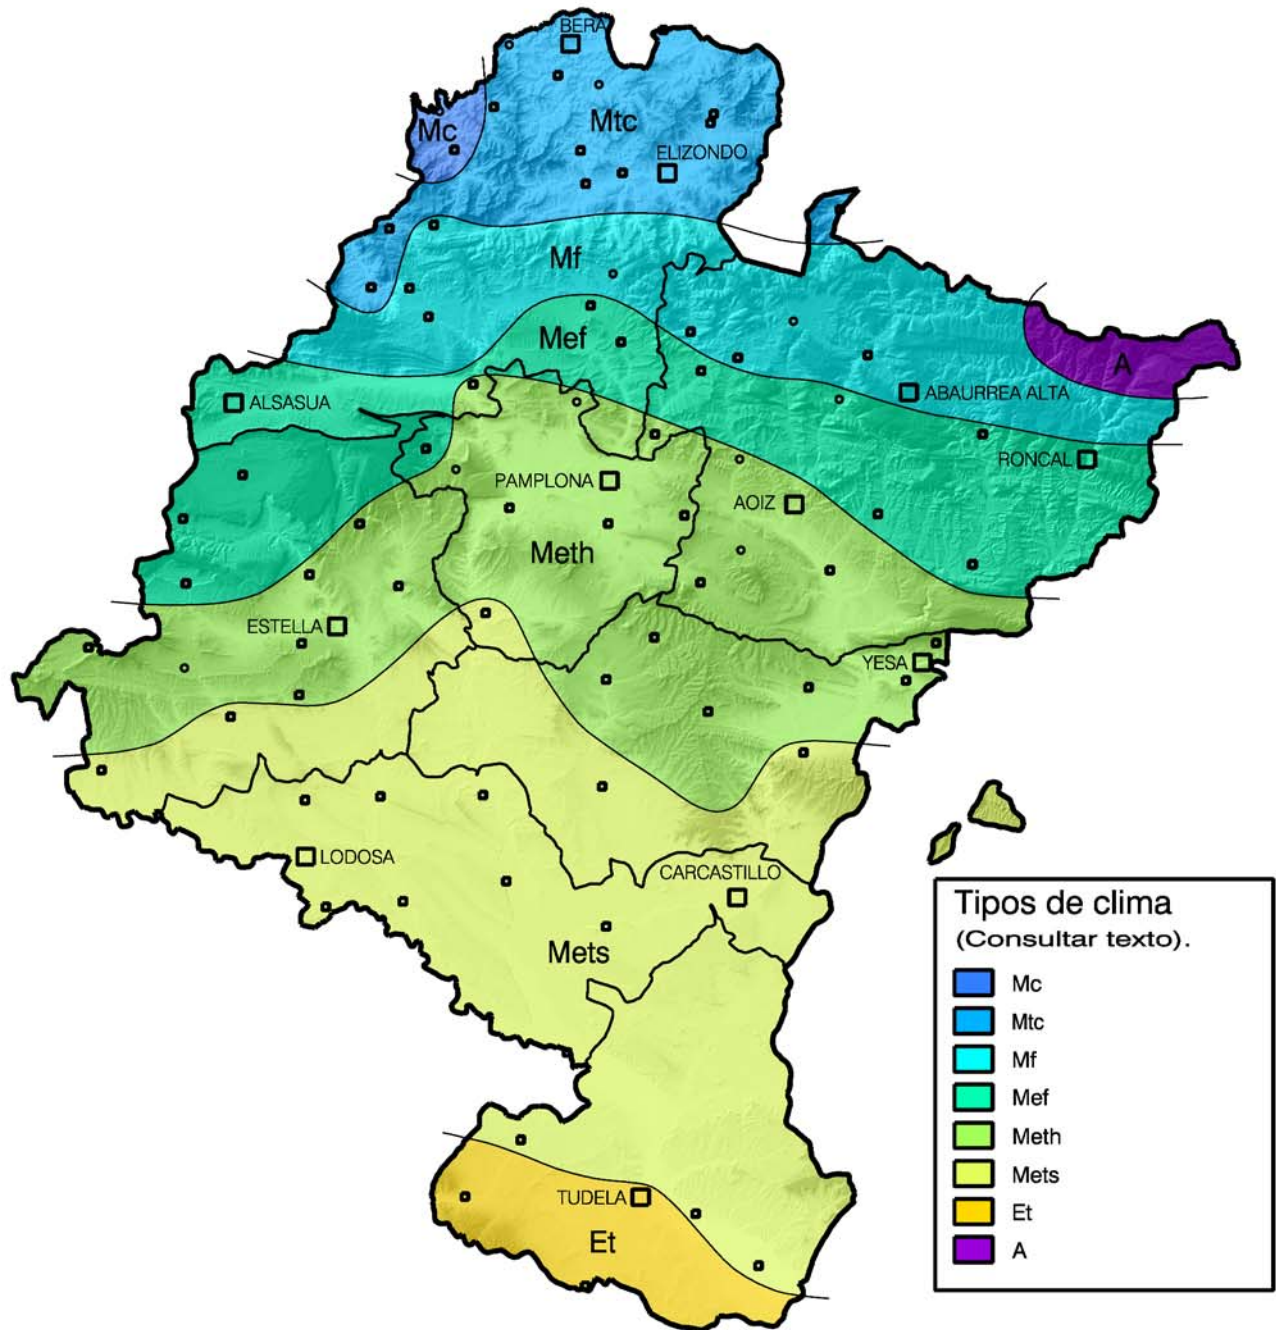 BERA
Mc
Mtc
ELIZONDO
Mf
Mef
A
ALSASUA
ABAURREA ALTA
RONCAL
PAMPLONA
AOIZ
Meth
ESTELLA
YESA
LODOSA
CARCASTILLO
Mets
TUDELA
Et
Tipos de clima
(Consultar texto).
Mc
Mtc
Mf
Mef
Meth
Mets
Et
A